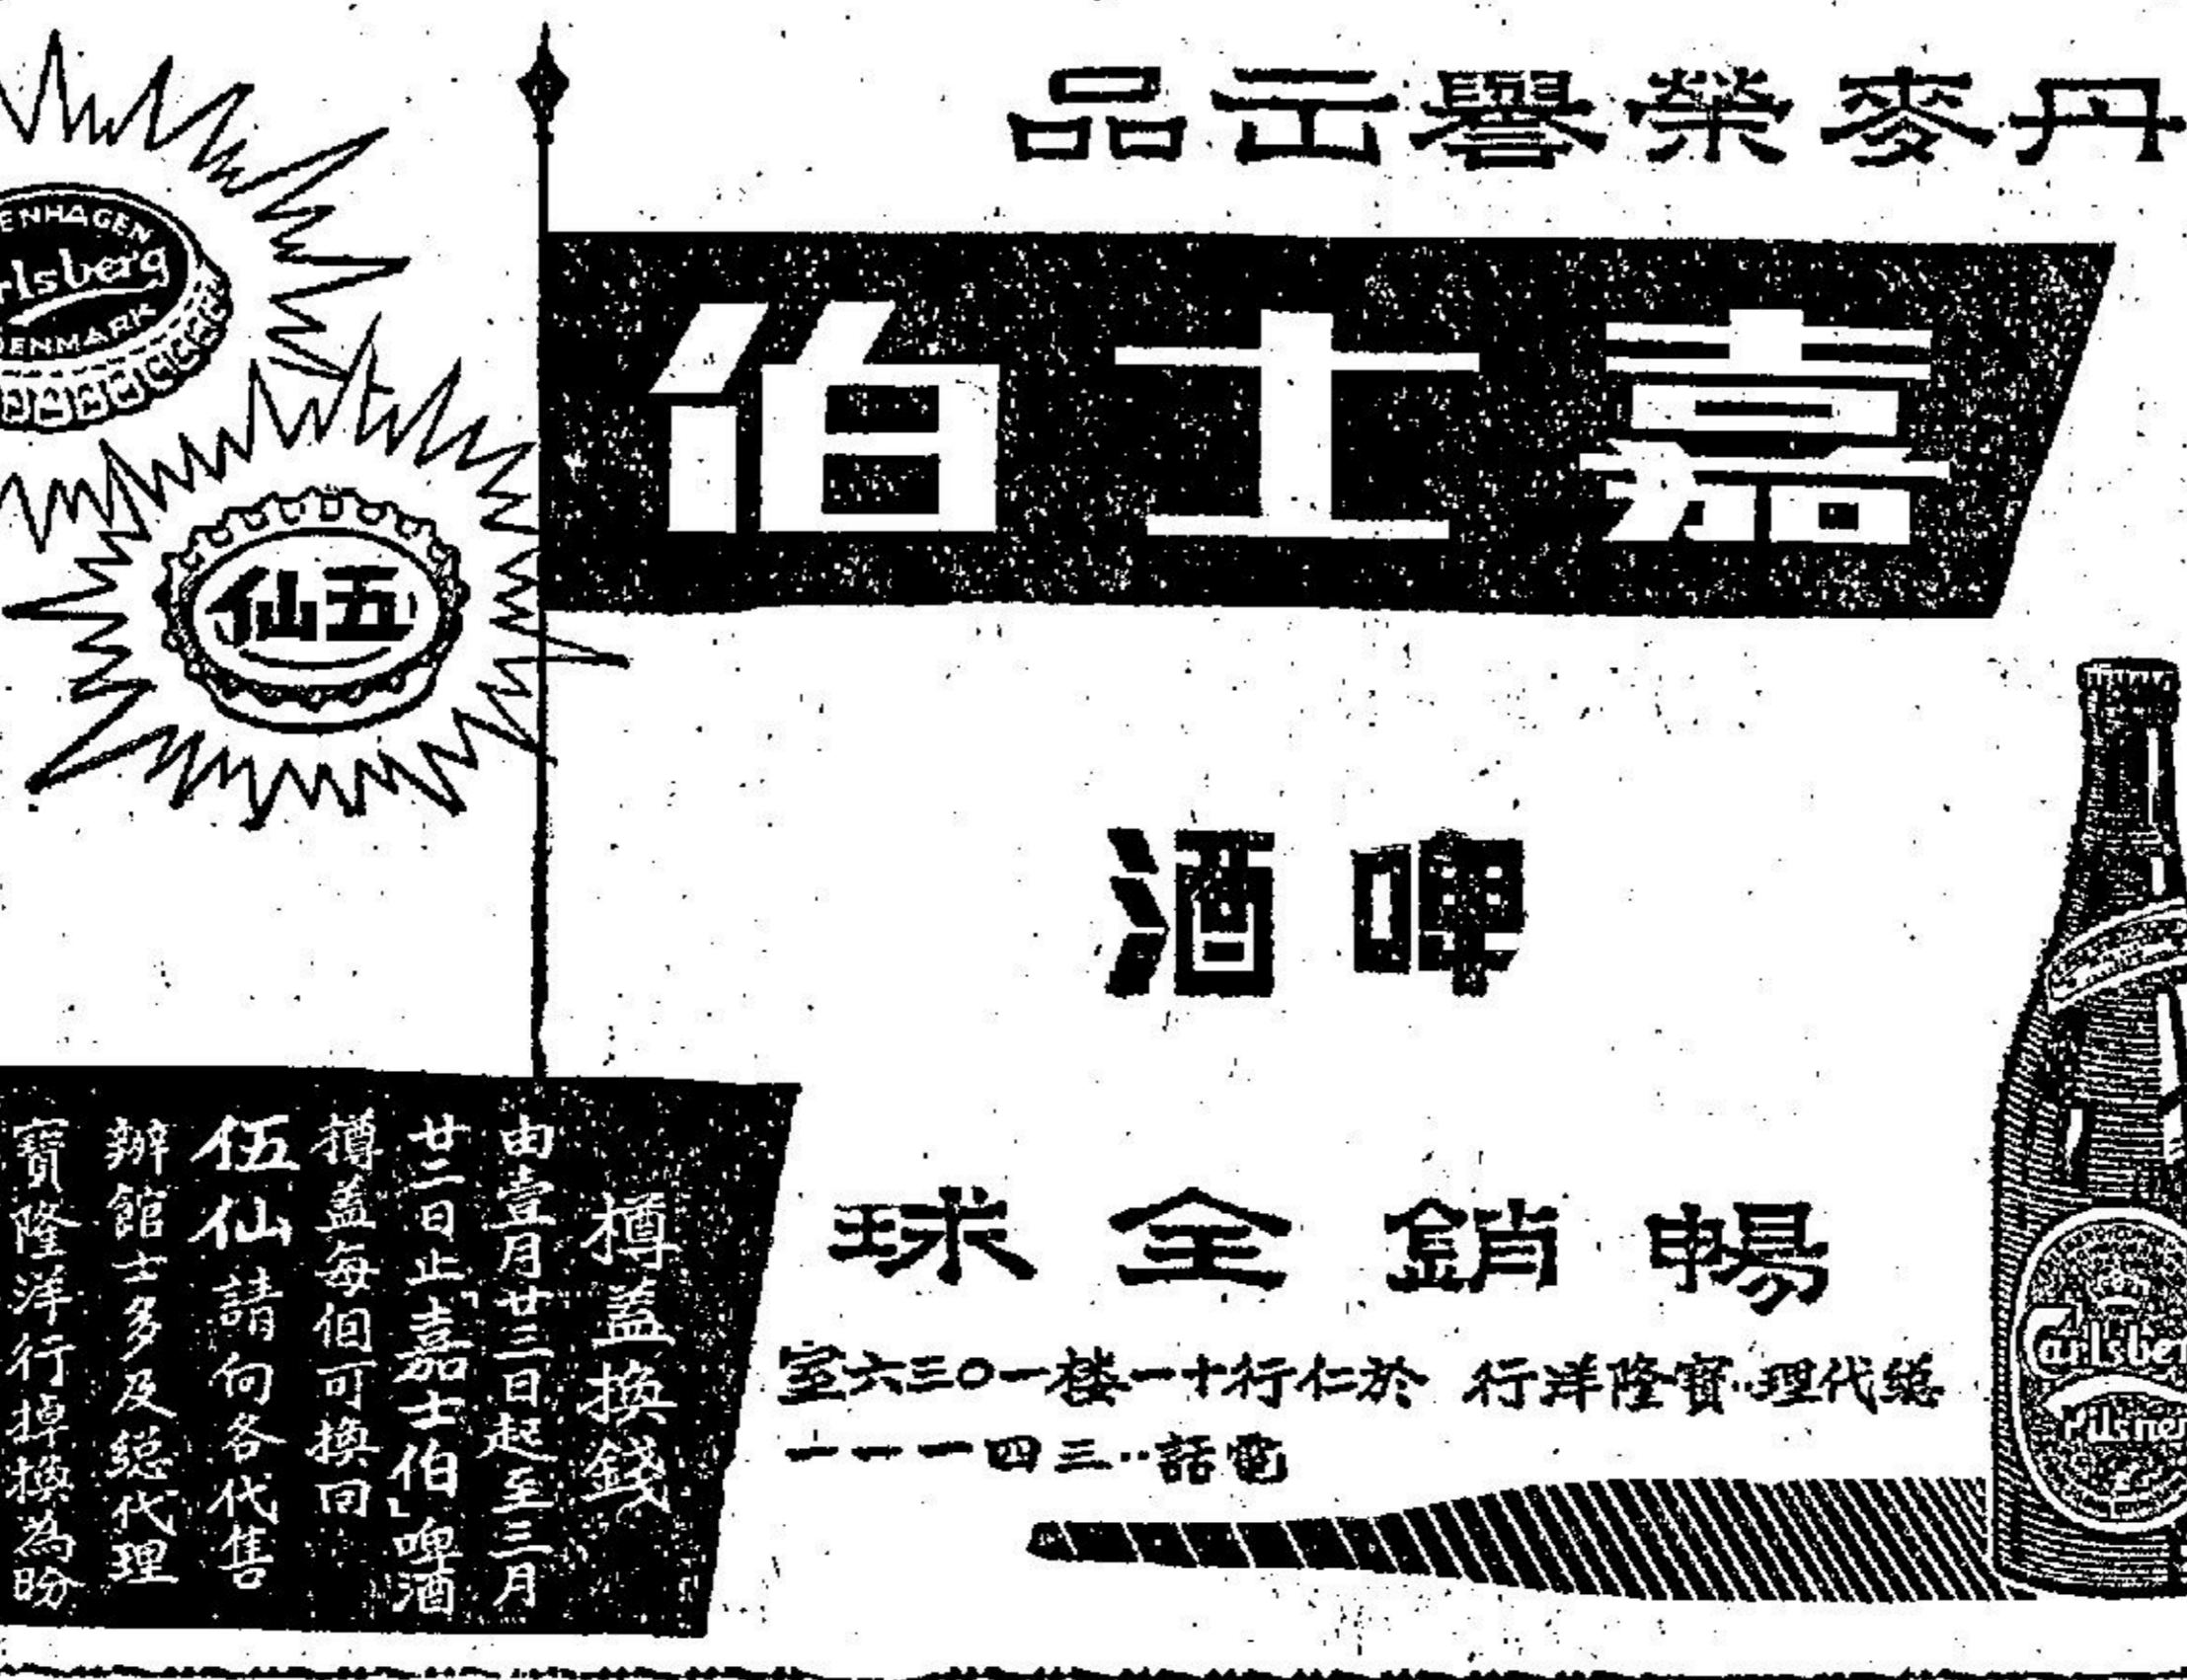 丹麥榮譽出品
嘉士伯
啤酒
暢銷全球
總代理·寶隆洋行 於仁行十一楼一〇三六室
電話··三四一一一
ENHAGEN
rlsberg
DENMARK
五仙
樽蓋換錢
由壹月廿三日起至三月
廿二日止「嘉士伯」啤酒
樽蓋每個可換回
伍仙請向各代售
辦館士多及總代理
寶隆洋行掉換為盼
Carlsber
Pilsner